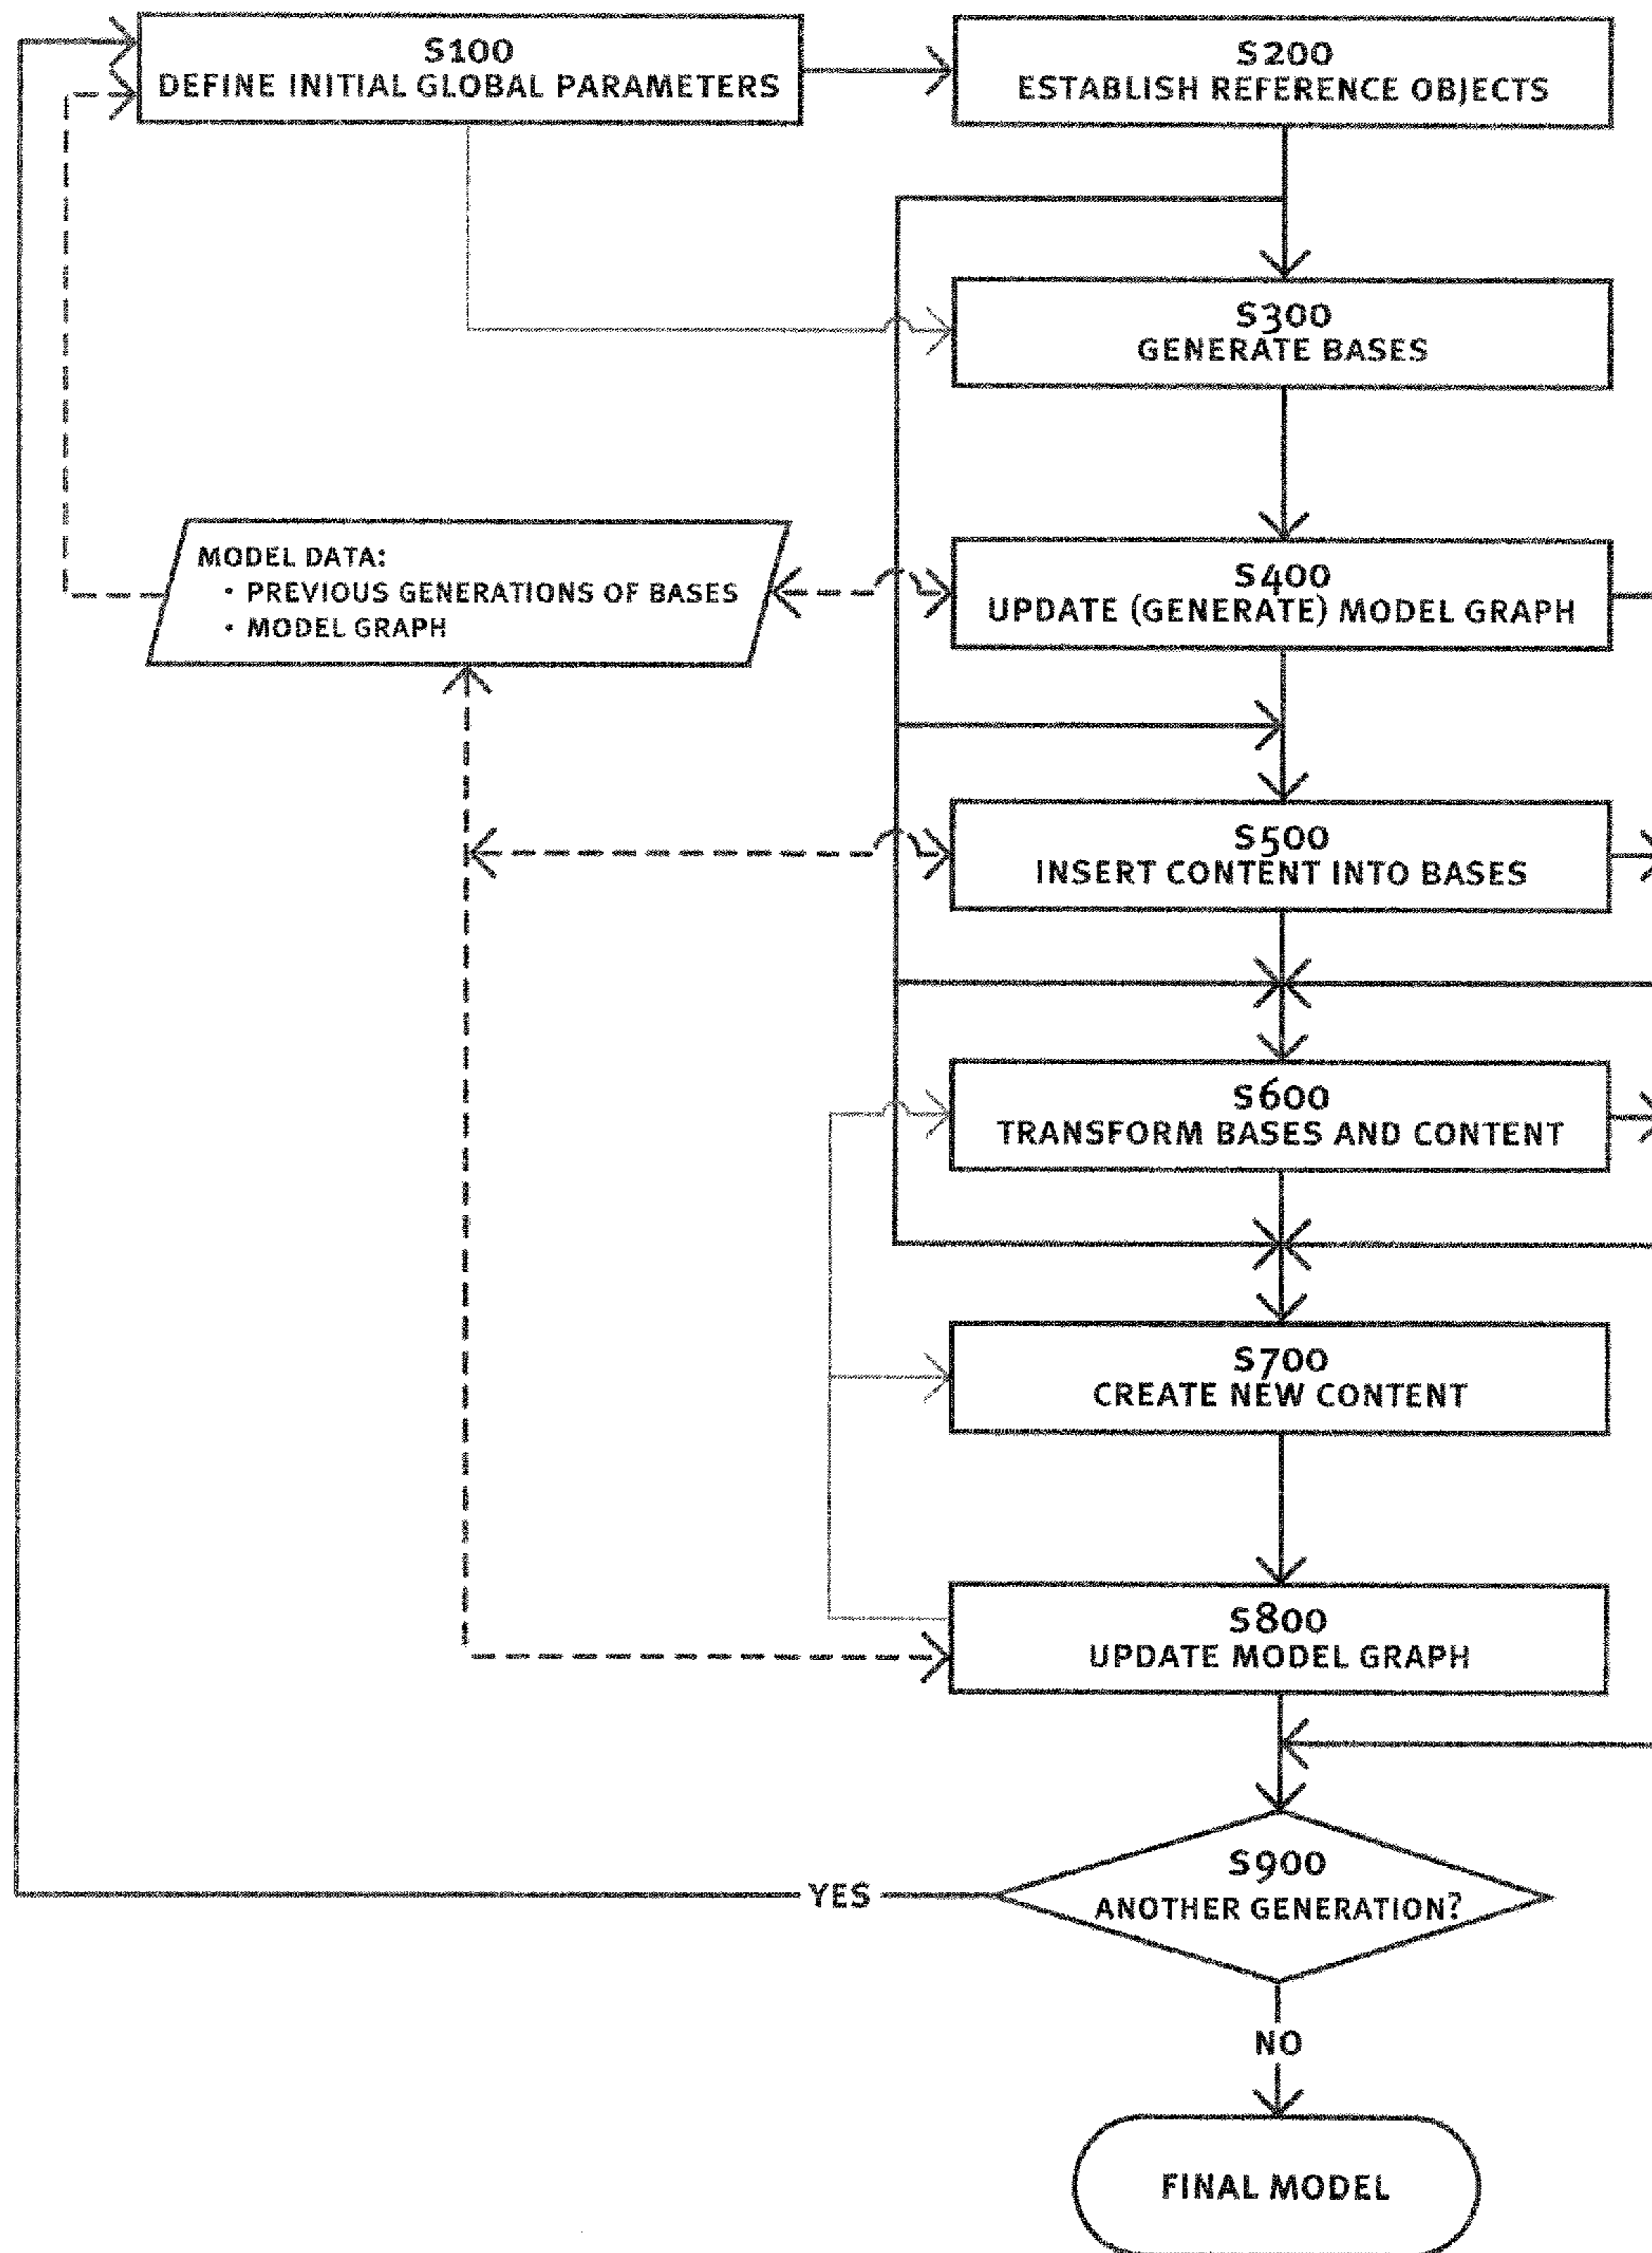 S100
DEFINE INITIAL GLOBAL PARAMETERS
S200
ESTABLISH REFERENCE OBJECTS
S300
GENERATE BASES
MODEL DATA:
• PREVIOUS GENERATIONS OF BASES
• MODEL GRAPH
S400
UPDATE (GENERATE) MODEL GRAPH
S500
INSERT CONTENT INTO BASES
S600
TRANSFORM BASES AND CONTENT
S700
CREATE NEW CONTENT
S800
UPDATE MODEL GRAPH
S900
ANOTHER GENERATION?
YES
NO
FINAL MODEL